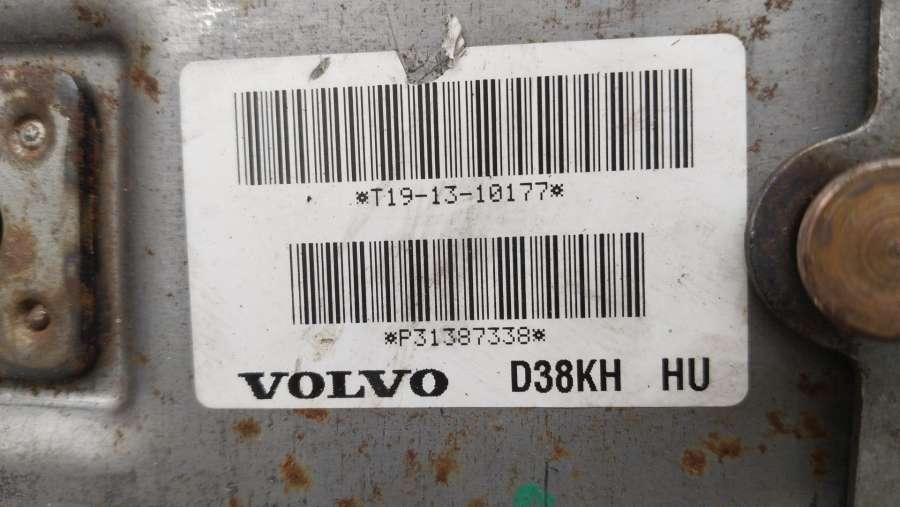 *T19-13-10177*
*P31387338*
VOLVO D38KH HU